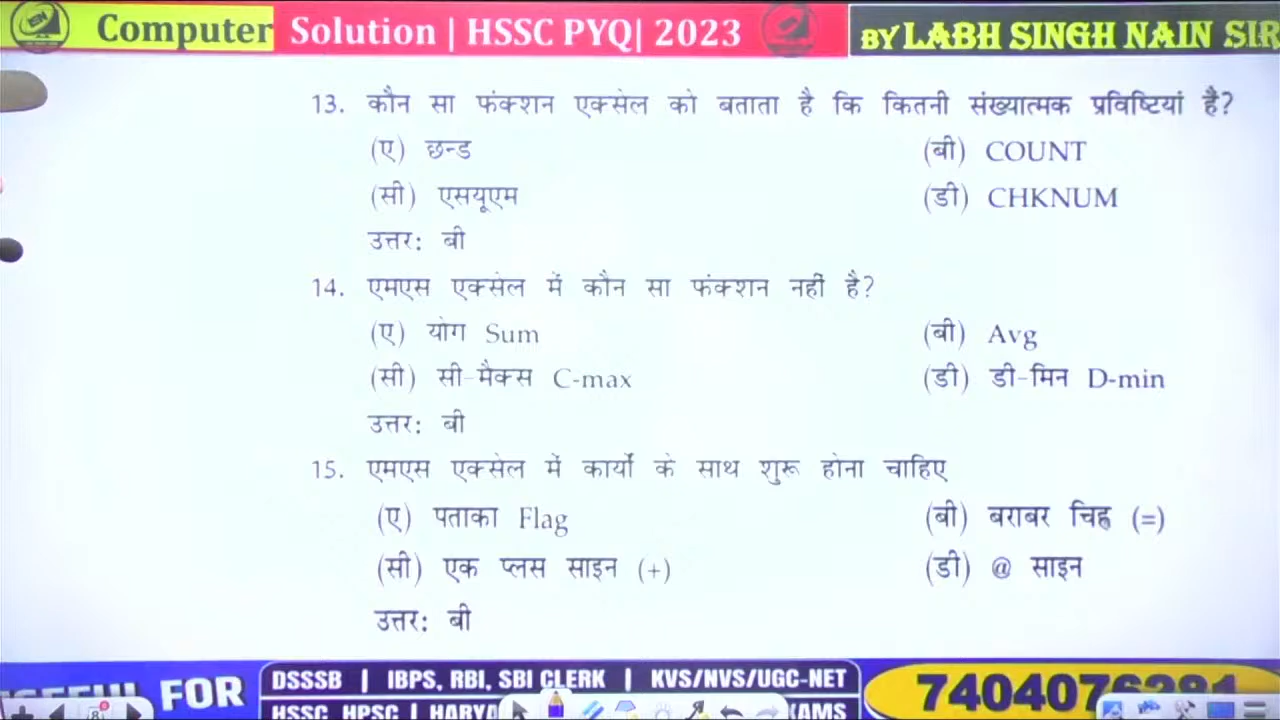 Computer Solution | HSSC PYQ| 2023
BY LABH SINGH NAIN SIR
13. कौन सा फंक्शन एक्सेल को बताता है कि कितनी संख्यात्मक प्रविष्टियां हैं?
(ए) छन्ड (बी) COUNT
(सी) एसयूएम (डी) CHKNUM
उत्तर: बी
14. एमएस एक्सेल में कौन सा फंक्शन नहीं है?
(ए) योग Sum (बी) Avg
(सी) सी-मैक्स C-max (डी) डी-मिन D-min
उत्तर: बी
15. एमएस एक्सेल में कार्यों के साथ शुरू होना चाहिए
(ए) पताका Flag (बी) बराबर चिह्न (=)
(सी) एक प्लस साइन (+) (डी) @ साइन
उत्तर: बी
FOR
DSSSB | IBPS, RBI, SBI CLERK | KVS/NVS/UGC-NET
HSSC, HPSC |